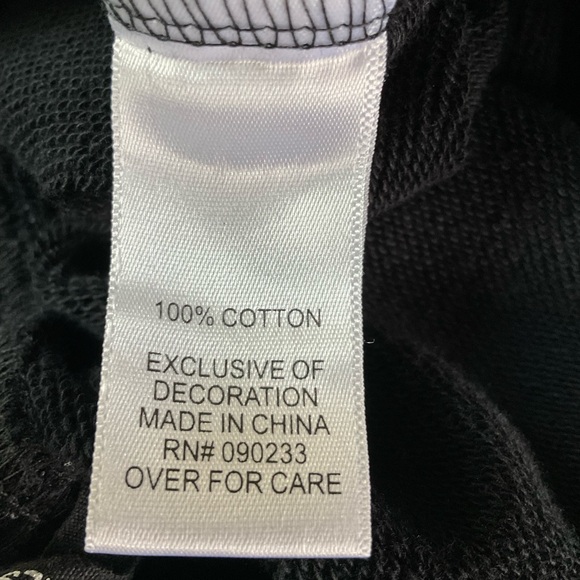 100% COTTON
EXCLUSIVE OF
DECORATION
MADE IN CHINA
RN# 090233
OVER FOR CARE